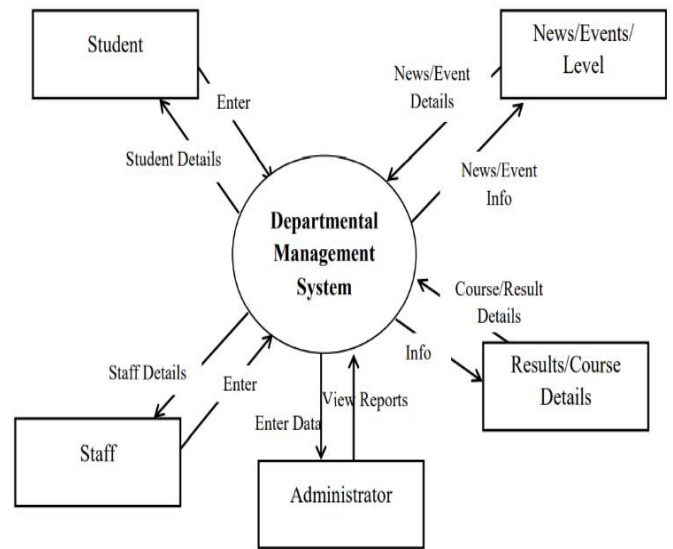 Student
News/Events/
Level
Enter
News/Event
Details
Student Details
News/Event
Info
Departmental
Management
System
Course/Result
Details
Info
Results/Course
Details
Staff Details
Enter
View Reports
Enter Data
Staff
Administrator